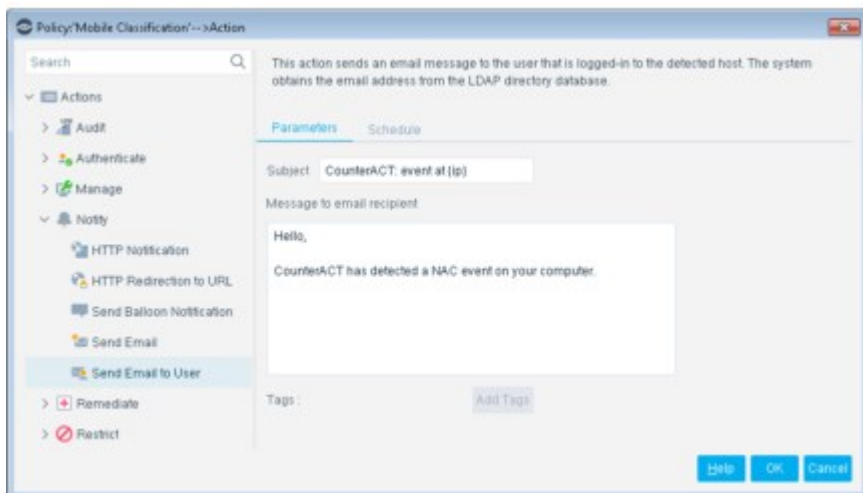 Policy:'Mobile Classification'-->Action
Search
This action sends an email message to the user that is logged-in to the detected host. The system
obtains the email address from the LDAP directory database.
Actions
Audit
Authenticate
Manage
Notify
HTTP Notification
HTTP Redirection to URL
Send Balloon Notification
Send Email
Send Email to User
Remediate
Restrict
Parameters
Schedule
Subject
CounterACT: event at {ip}
Message to email recipient
Hello,
CounterACT has detected a NAC event on your computer.
Tags :
Add Tags
Help
OK
Cancel